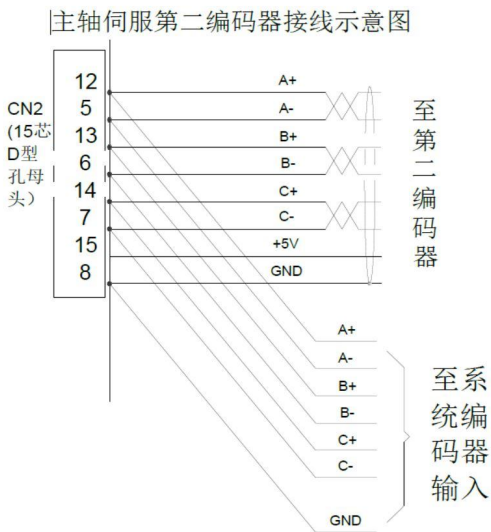 主轴伺服第二编码器接线示意图
CN2
(15芯
D型
孔母
头)
12
5
13
6
14
7
15
8
A+
A-
B+
B-
C+
C-
+5V
GND
至第二编码器
A+
A-
B+
B-
C+
C-
GND
至系
统编
码器
输入